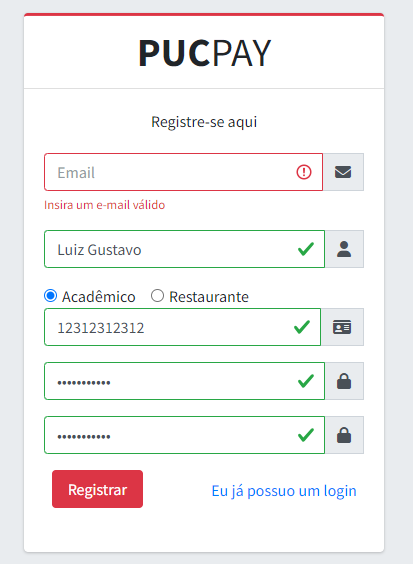 PUCPAY
Registre-se aqui
Email
Insira um e-mail válido
Luiz Gustavo
Acadêmico Restaurante
12312312312
•••••••••••
•••••••••••
Registrar Eu já possuo um login